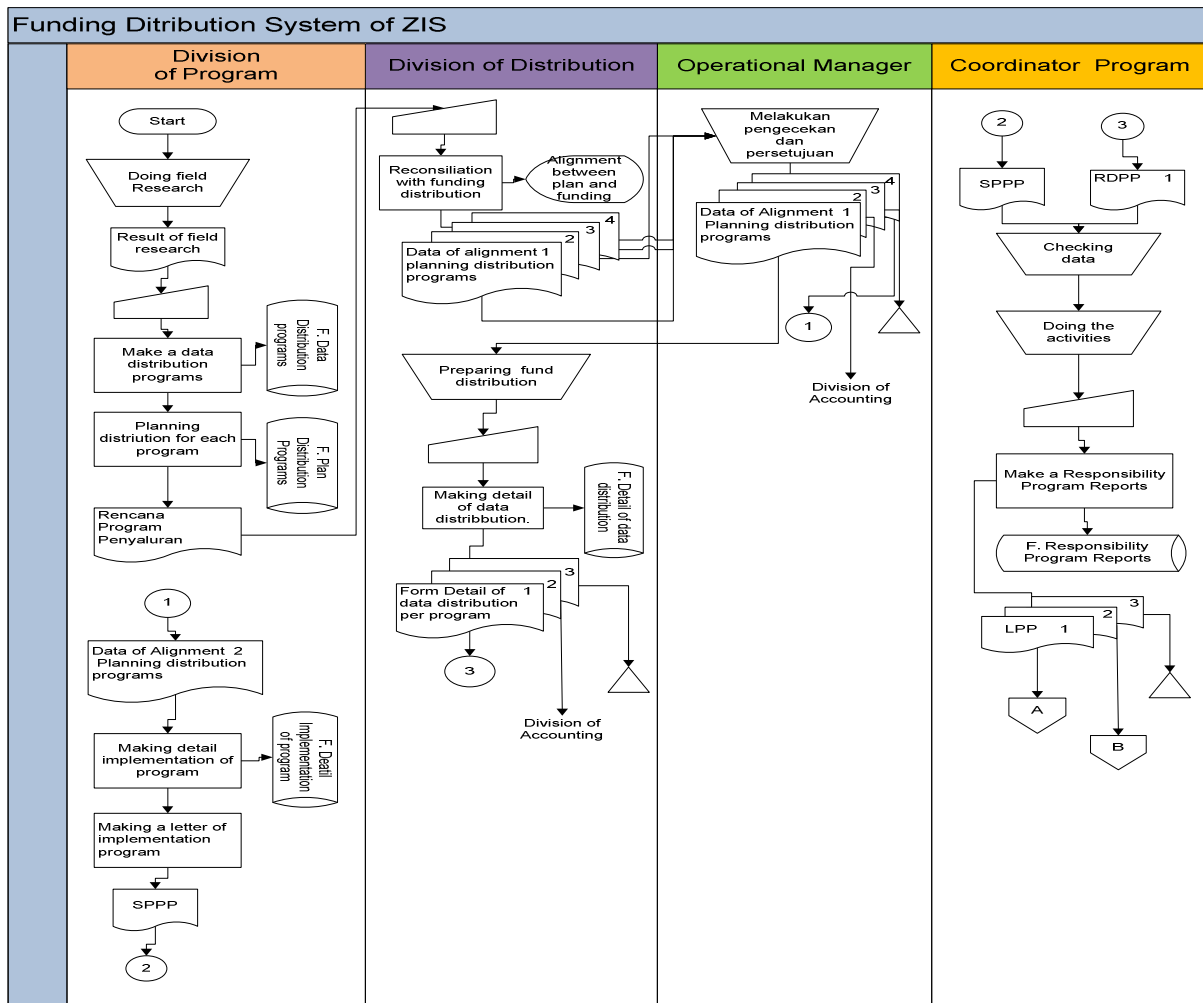 Funding Ditribution System of ZIS
Division
of Program
Division of Distribution
Operational Manager
Coordinator Program
Start
Doing field
Research
Result of field
research
Make a data
distribution
programs
F. Data
Distribution
programs
Planning
distriution for each
program
F. Plan
Distribution
Programs
Rencana
Program
Penyaluran
1
Data of Alignment 2
Planning distribution
programs
Making detail
implementation of
program
F. Deatil
Implementation
of program
Making a letter of
implementation
program
SPPP
2
Reconsiliation
with funding
distribution
Alignment
between
plan and
funding
4
3
2
Data of alignment 1
planning distribution
programs
Preparing fund
distribution
Making detail
of data
distribbution.
F. Detail of data
distribution
3
2
Form Detail of 1
data distribution
per program
3
Division of
Accounting
Melakukan
pengecekan
dan
persetujuan
4
3
2
Data of Alignment 1
Planning distribution
programs
1
Division of
Accounting
2
3
SPPP
RDPP 1
Checking
data
Doing the
activities
Make a Responsibility
Program Reports
F. Responsibility
Program Reports
3
2
LPP 1
A
B